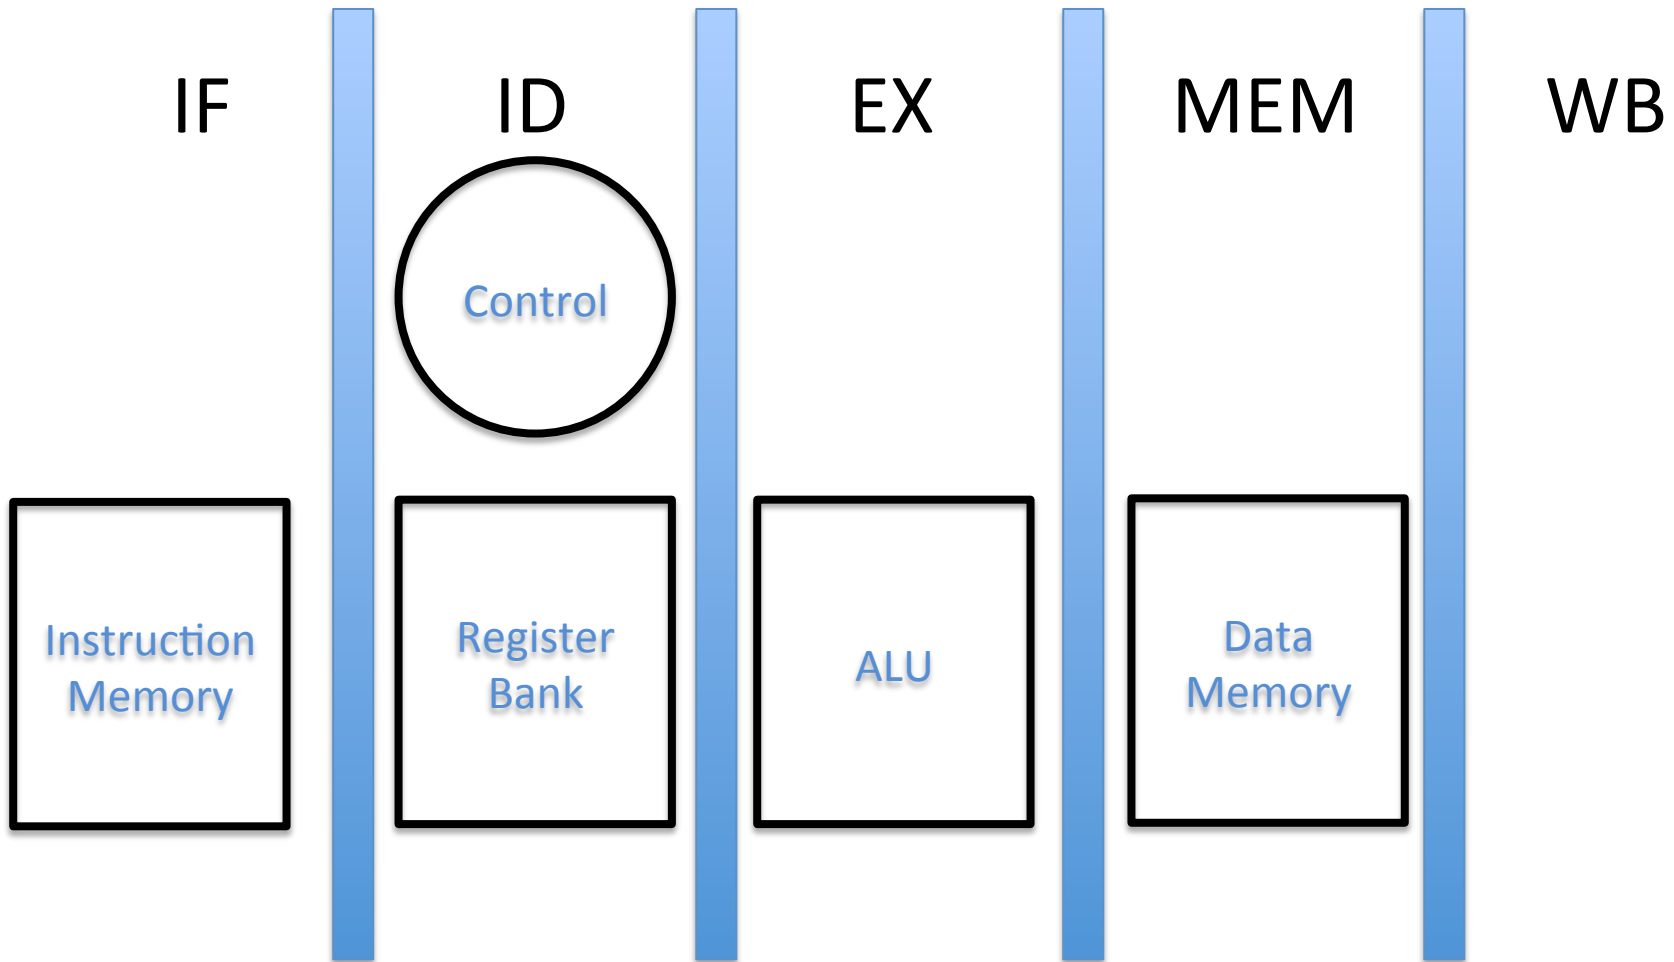 IF
ID
EX
MEM
WB
Control
Instruction
Memory
Register
Bank
ALU
Data
Memory